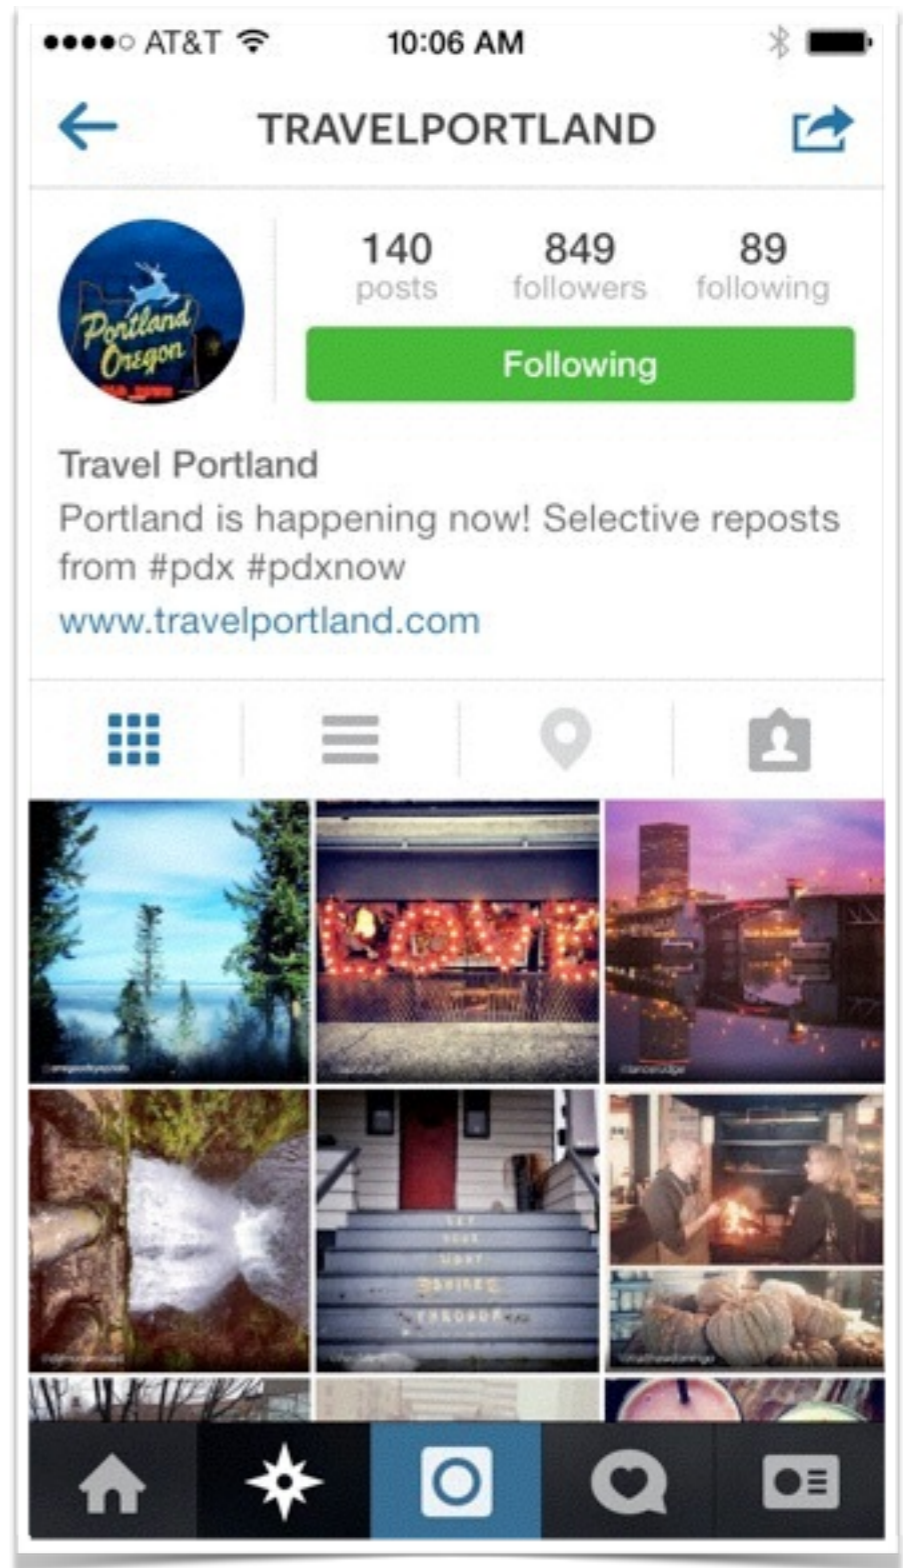 AT&T 10:06 AM
TRAVELPORTLAND
140 849 89
posts followers following
Portland
Oregon
Following
Travel Portland
Portland is happening now! Selective reposts
from #pdx #pdxnow
www.travelportland.com
LOVE